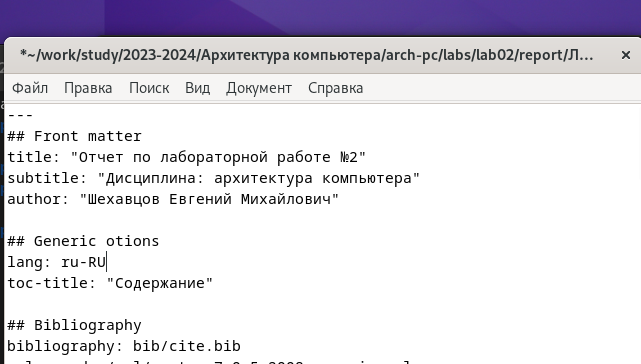 *~/work/study/2023-2024/Архитектура компьютера/arch-pc/labs/lab02/report/Л...
Файл Правка Поиск Вид Документ Справка
---
## Front matter
title: "Отчет по лабораторной работе №2"
subtitle: "Дисциплина: архитектура компьютера"
author: "Шехавцов Евгений Михайлович"
## Generic otions
lang: ru-RU
toc-title: "Содержание"
## Bibliography
bibliography: bib/cite.bib